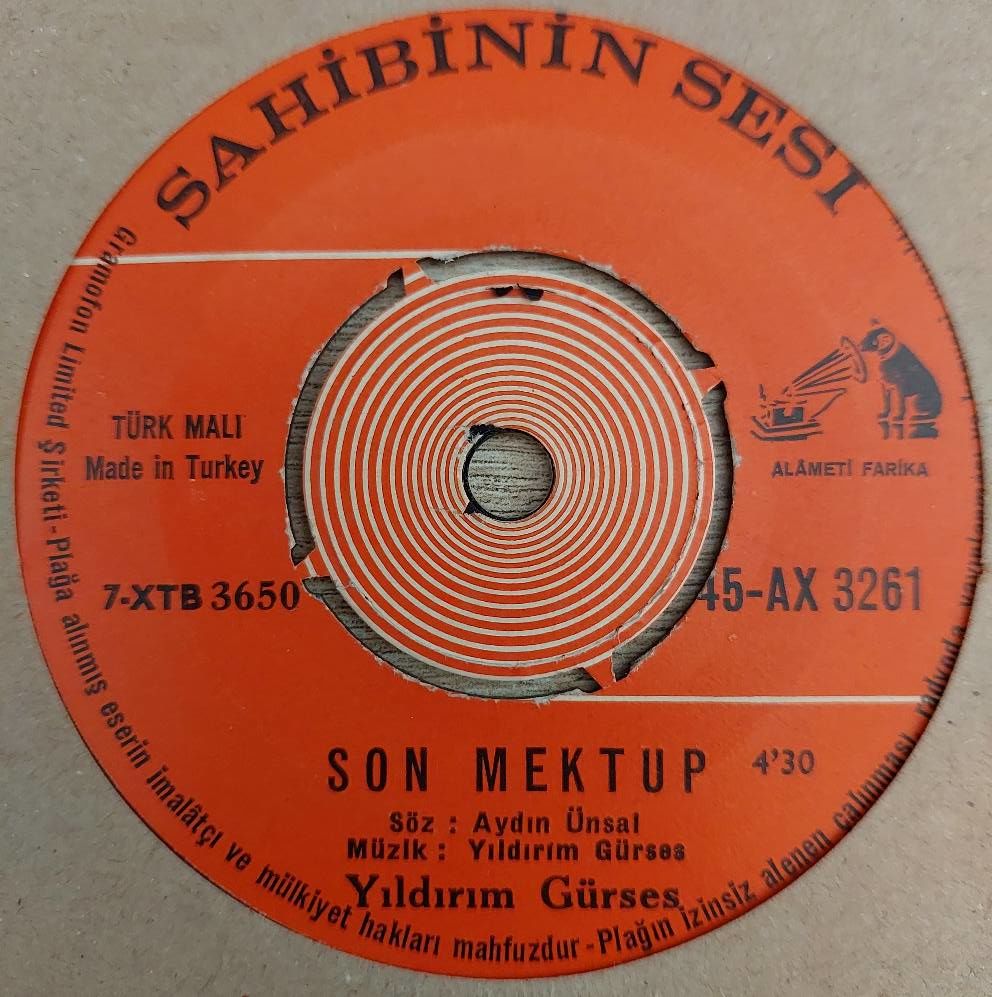 SAHİBİNİN SESİ
TÜRK MALI
Made in Turkey
ALÂMETİ FARİKA
7-XTB 3650
45-AX 3261
SON MEKTUP 4'30
Söz : Aydın Ünsal
Müzik : Yıldırım Gürses
Yıldırım Gürses
Gramofon Limited Şirketi - Plağa alınmış eserin imalâtçı ve mülkiyet hakları mahfuzdur - Plağın izinsiz alenen çalınması